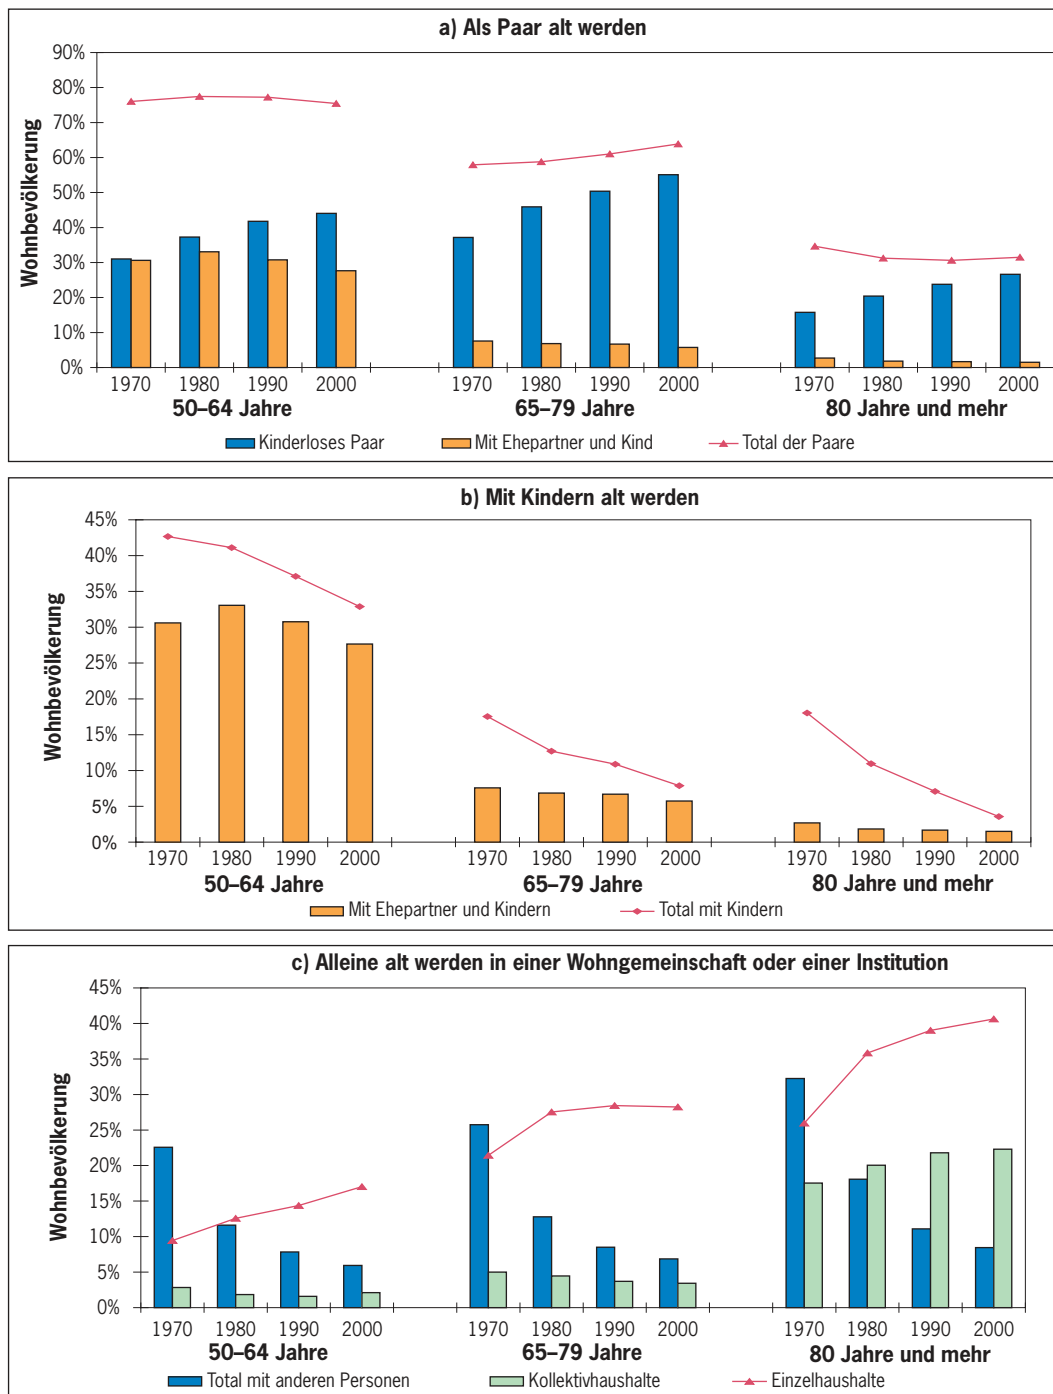 a) Als Paar alt werden
90%
80%
70%
60%
50%
40%
30%
20%
10%
0%
Wohnbevölkerung
1970 1980 1990 2000 1970 1980 1990 2000 1970 1980 1990 2000
50–64 Jahre 65–79 Jahre 80 Jahre und mehr
Kinderloses Paar Mit Ehepartner und Kind Total der Paare
b) Mit Kindern alt werden
45%
40%
35%
30%
25%
20%
15%
10%
5%
0%
Wohnbevölkerung
1970 1980 1990 2000 1970 1980 1990 2000 1970 1980 1990 2000
50–64 Jahre 65–79 Jahre 80 Jahre und mehr
Mit Ehepartner und Kindern Total mit Kindern
c) Alleine alt werden in einer Wohngemeinschaft oder einer Institution
45%
40%
35%
30%
25%
20%
15%
10%
5%
0%
Wohnbevölkerung
1970 1980 1990 2000 1970 1980 1990 2000 1970 1980 1990 2000
50–64 Jahre 65–79 Jahre 80 Jahre und mehr
Total mit anderen Personen Kollektivhaushalte Einzelhaushalte